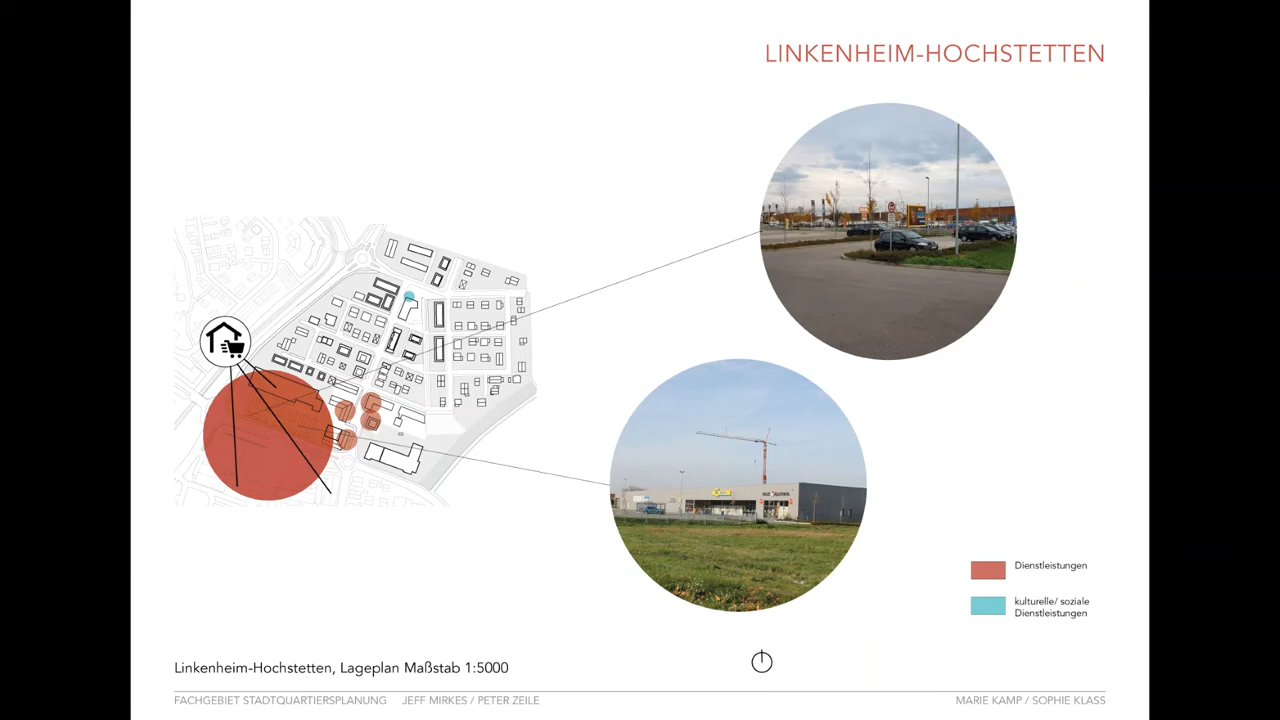 LINKENHEIM-HOCHSTETTEN
Dienstleistungen
kulturelle/ soziale
Dienstleistungen
Linkenheim-Hochstetten, Lageplan Maßstab 1:5000
FACHGEBIET STADTQUARTIERSPLANUNG JEFF MIRKES / PETER ZEILE
MARIE KAMP / SOPHIE KLASS